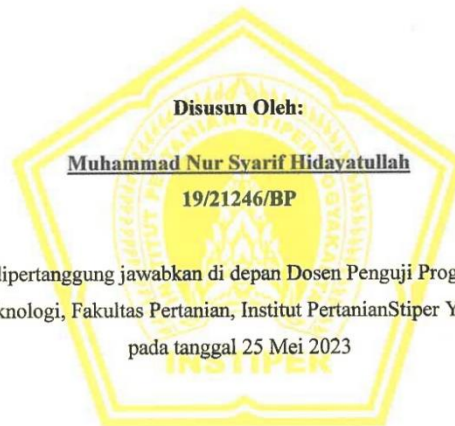 Disusun Oleh:
Muhammad Nur Syarif Hidayatullah
19/21246/BP
dipertanggung jawabkan di depan Dosen Penguji Prog
knologi, Fakultas Pertanian, Institut PertanianStiper Y
pada tanggal 25 Mei 2023
INSTIPER